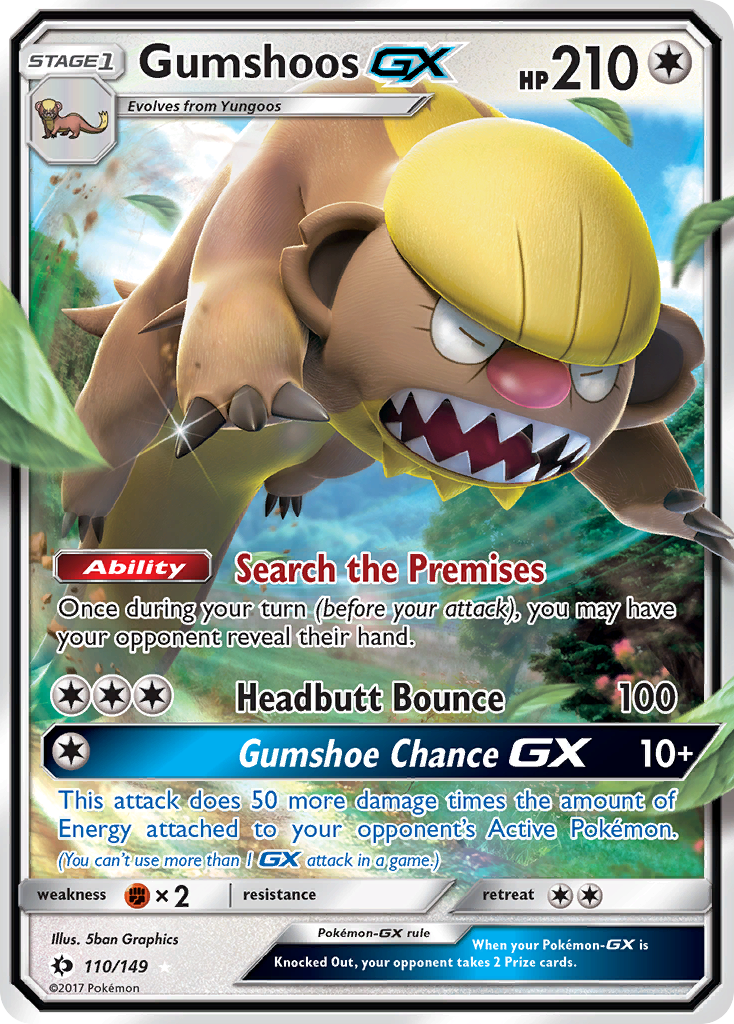 STAGE1 Gumshoos GX HP210
Evolves from Yungoos
Ability Search the Premises
Once during your turn (before your attack), you may have
your opponent reveal their hand.
Headbutt Bounce 100
Gumshoe Chance GX 10+
This attack does 50 more damage times the amount of
Energy attached to your opponent's Active Pokémon.
(You can't use more than 1 GX attack in a game.)
weakness ×2 resistance retreat
Illus. 5ban Graphics
110/149
©2017 Pokémon
Pokémon-GX rule
When your Pokémon-GX is
Knocked Out, your opponent takes 2 Prize cards.